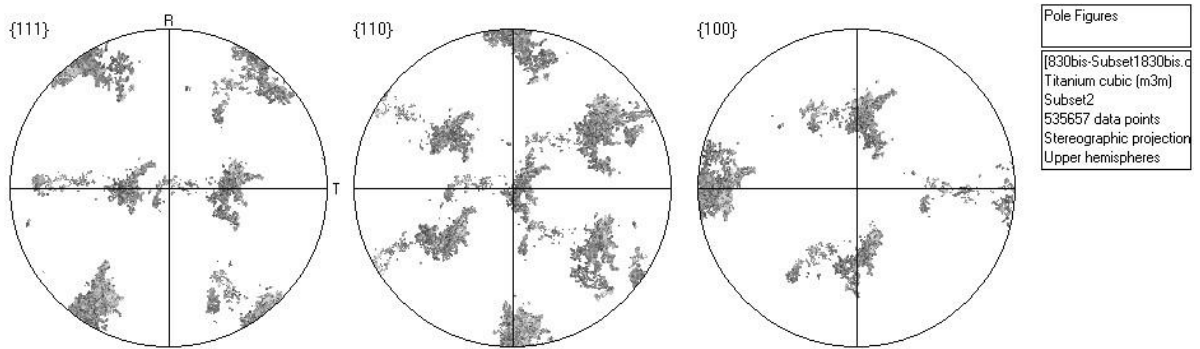 {111}
R
T
{110}
{100}
Pole Figures
[830bis-Subset1830bis.c
Titanium cubic (m3m)
Subset2
535657 data points
Stereographic projection
Upper hemispheres